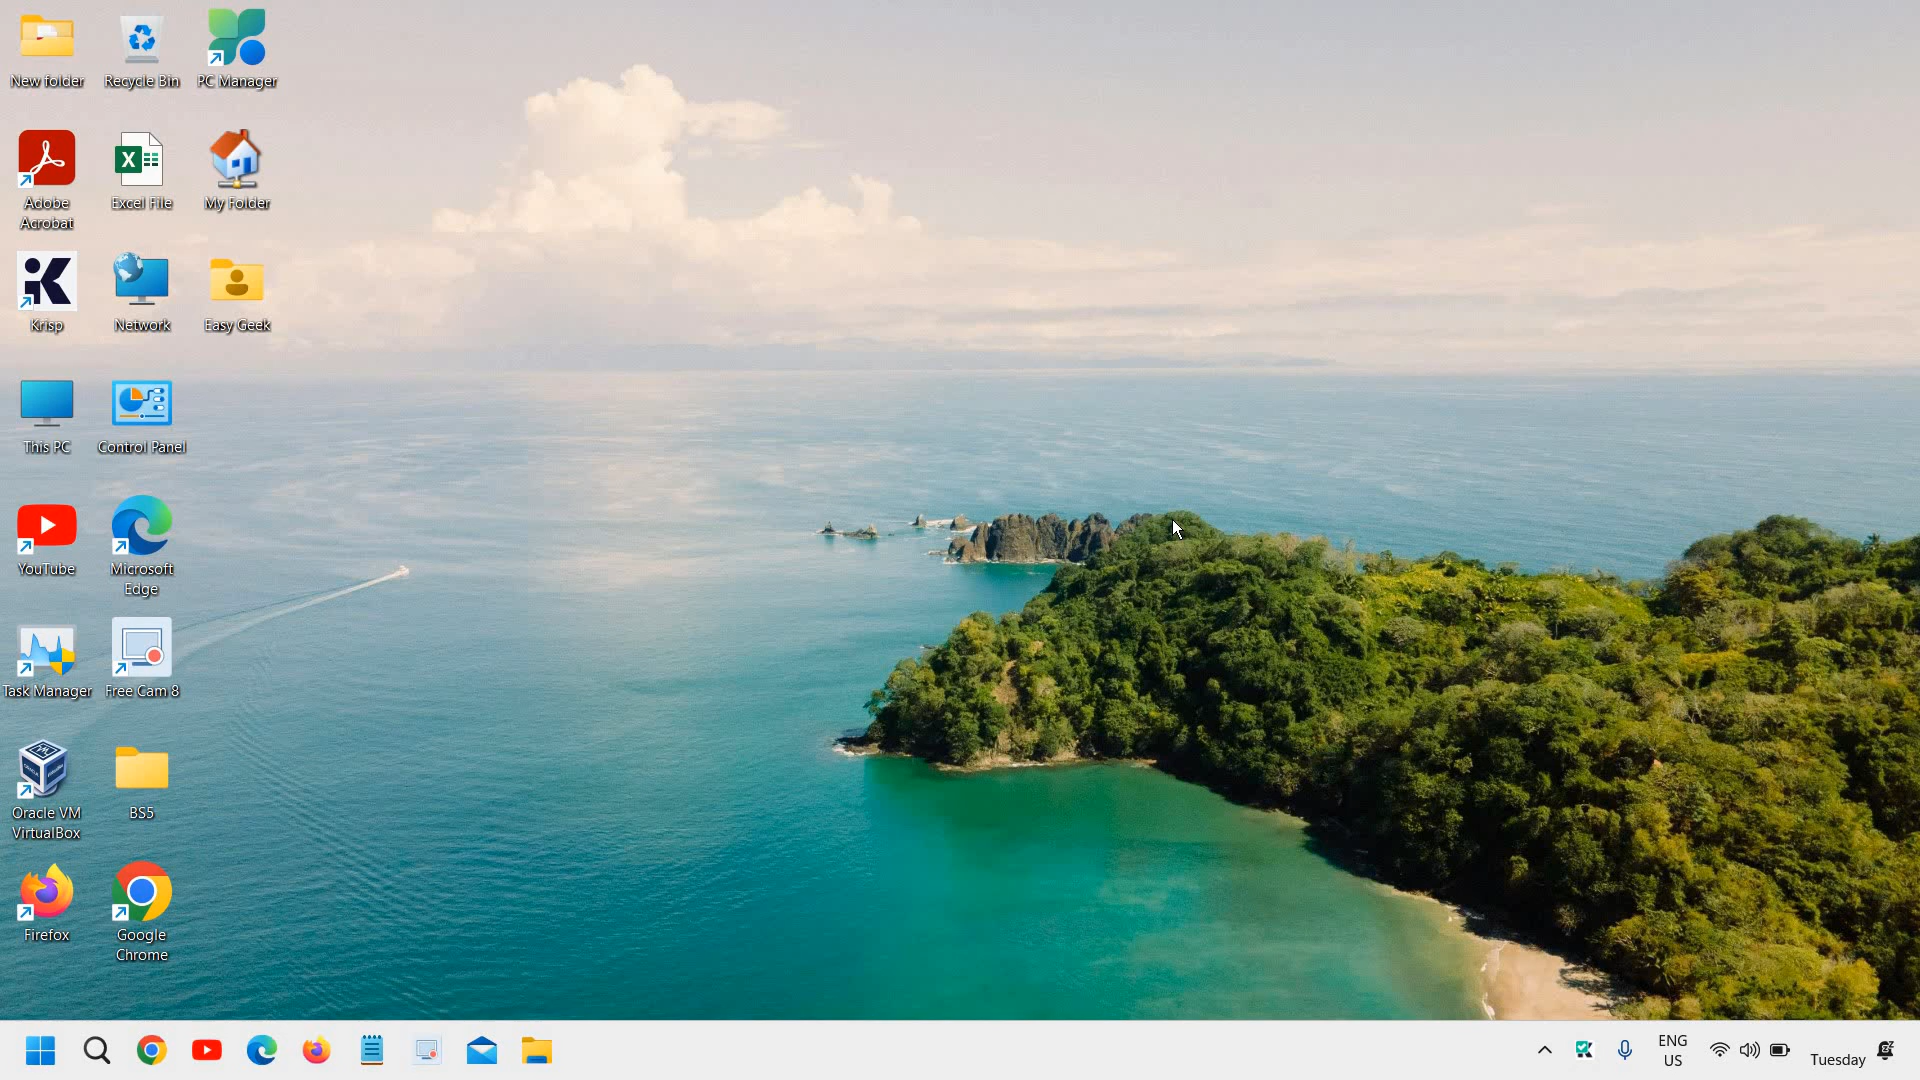 New folder
Recycle Bin
PC Manager
Adobe
Acrobat
Excel File
My Folder
Krisp
Network
Easy Geek
This PC
Control Panel
YouTube
Microsoft
Edge
Task Manager
Free Cam 8
Oracle VM
VirtualBox
BS5
Firefox
Google
Chrome
ENG
US
Tuesday